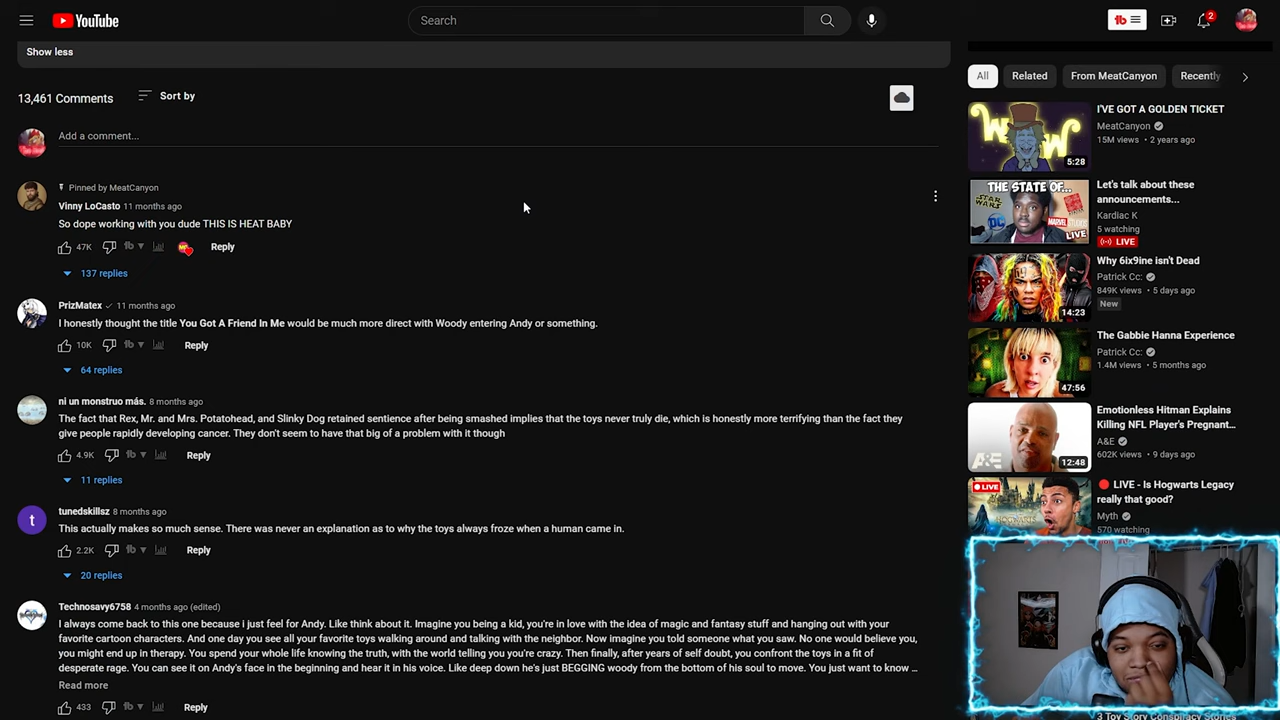 YouTube
Search
2
Show less
13,461 Comments
Sort by
Add a comment...
Pinned by MeatCanyon
Vinny LoCasto 11 months ago
So dope working with you dude THIS IS HEAT BABY
47K
Reply
137 replies
PrizMatex 11 months ago
I honestly thought the title You Got A Friend In Me would be much more direct with Woody entering Andy or something.
10K
Reply
64 replies
ni un monstruo más. 8 months ago
The fact that Rex, Mr. and Mrs. Potatohead, and Slinky Dog retained sentience after being smashed implies that the toys never truly die, which is honestly more terrifying than the fact they
give people rapidly developing cancer. They don't seem to have that big of a problem with it though
4.9K
Reply
11 replies
t
tunedskillsz 8 months ago
This actually makes so much sense. There was never an explanation as to why the toys always froze when a human came in.
2.2K
Reply
20 replies
Technosavy6758 4 months ago (edited)
I always come back to this one because i just feel for Andy. Like think about it. Imagine you being a kid, you're in love with the idea of magic and fantasy stuff and hanging out with your
favorite cartoon characters. And one day you see all your favorite toys walking around and talking with the neighbor. Now imagine you told someone what you saw. No one would believe you,
you might end up in therapy. You spend your whole life knowing the truth, with the world telling you you're crazy. Then finally, after years of self doubt, you confront the toys in a fit of
desperate rage. You can see it on Andy's face in the beginning and hear it in his voice. Like deep down he's just BEGGING woody from the bottom of his soul to move. You just want to know ...
Read more
433
Reply
All
Related
From MeatCanyon
Recently
5:28
I'VE GOT A GOLDEN TICKET
MeatCanyon
15M views • 2 years ago
THE STATE OF...
STAR WARS
DC
MARVEL STUDIOS
LIVE
Let's talk about these
announcements...
Kardiac K
5 watching
LIVE
14:23
Why 6ix9ine isn't Dead
Patrick Cc:
849K views • 5 days ago
New
47:56
The Gabbie Hanna Experience
Patrick Cc:
1.4M views • 5 months ago
A&E
12:48
Emotionless Hitman Explains
Killing NFL Player's Pregnant...
A&E
602K views • 9 days ago
LIVE
LIVE - Is Hogwarts Legacy
really that good?
Myth
570 watching
3 Toy Story Conspiracy